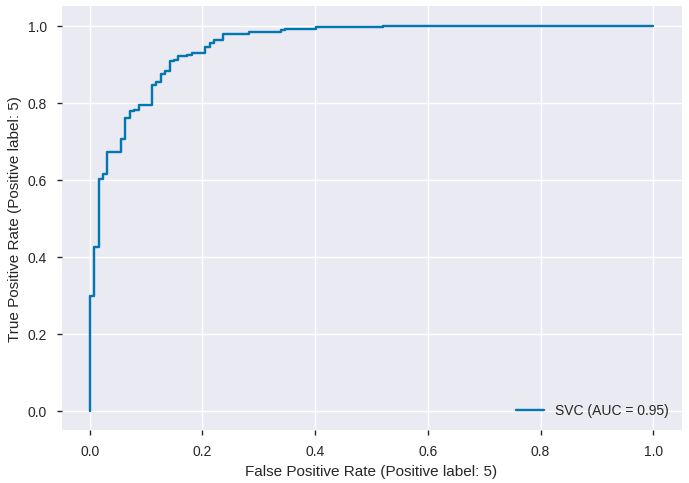 1.0
0.8
0.6
0.4
0.2
0.0
True Positive Rate (Positive label: 5)
SVC (AUC = 0.95)
0.0 0.2 0.4 0.6 0.8 1.0
False Positive Rate (Positive label: 5)